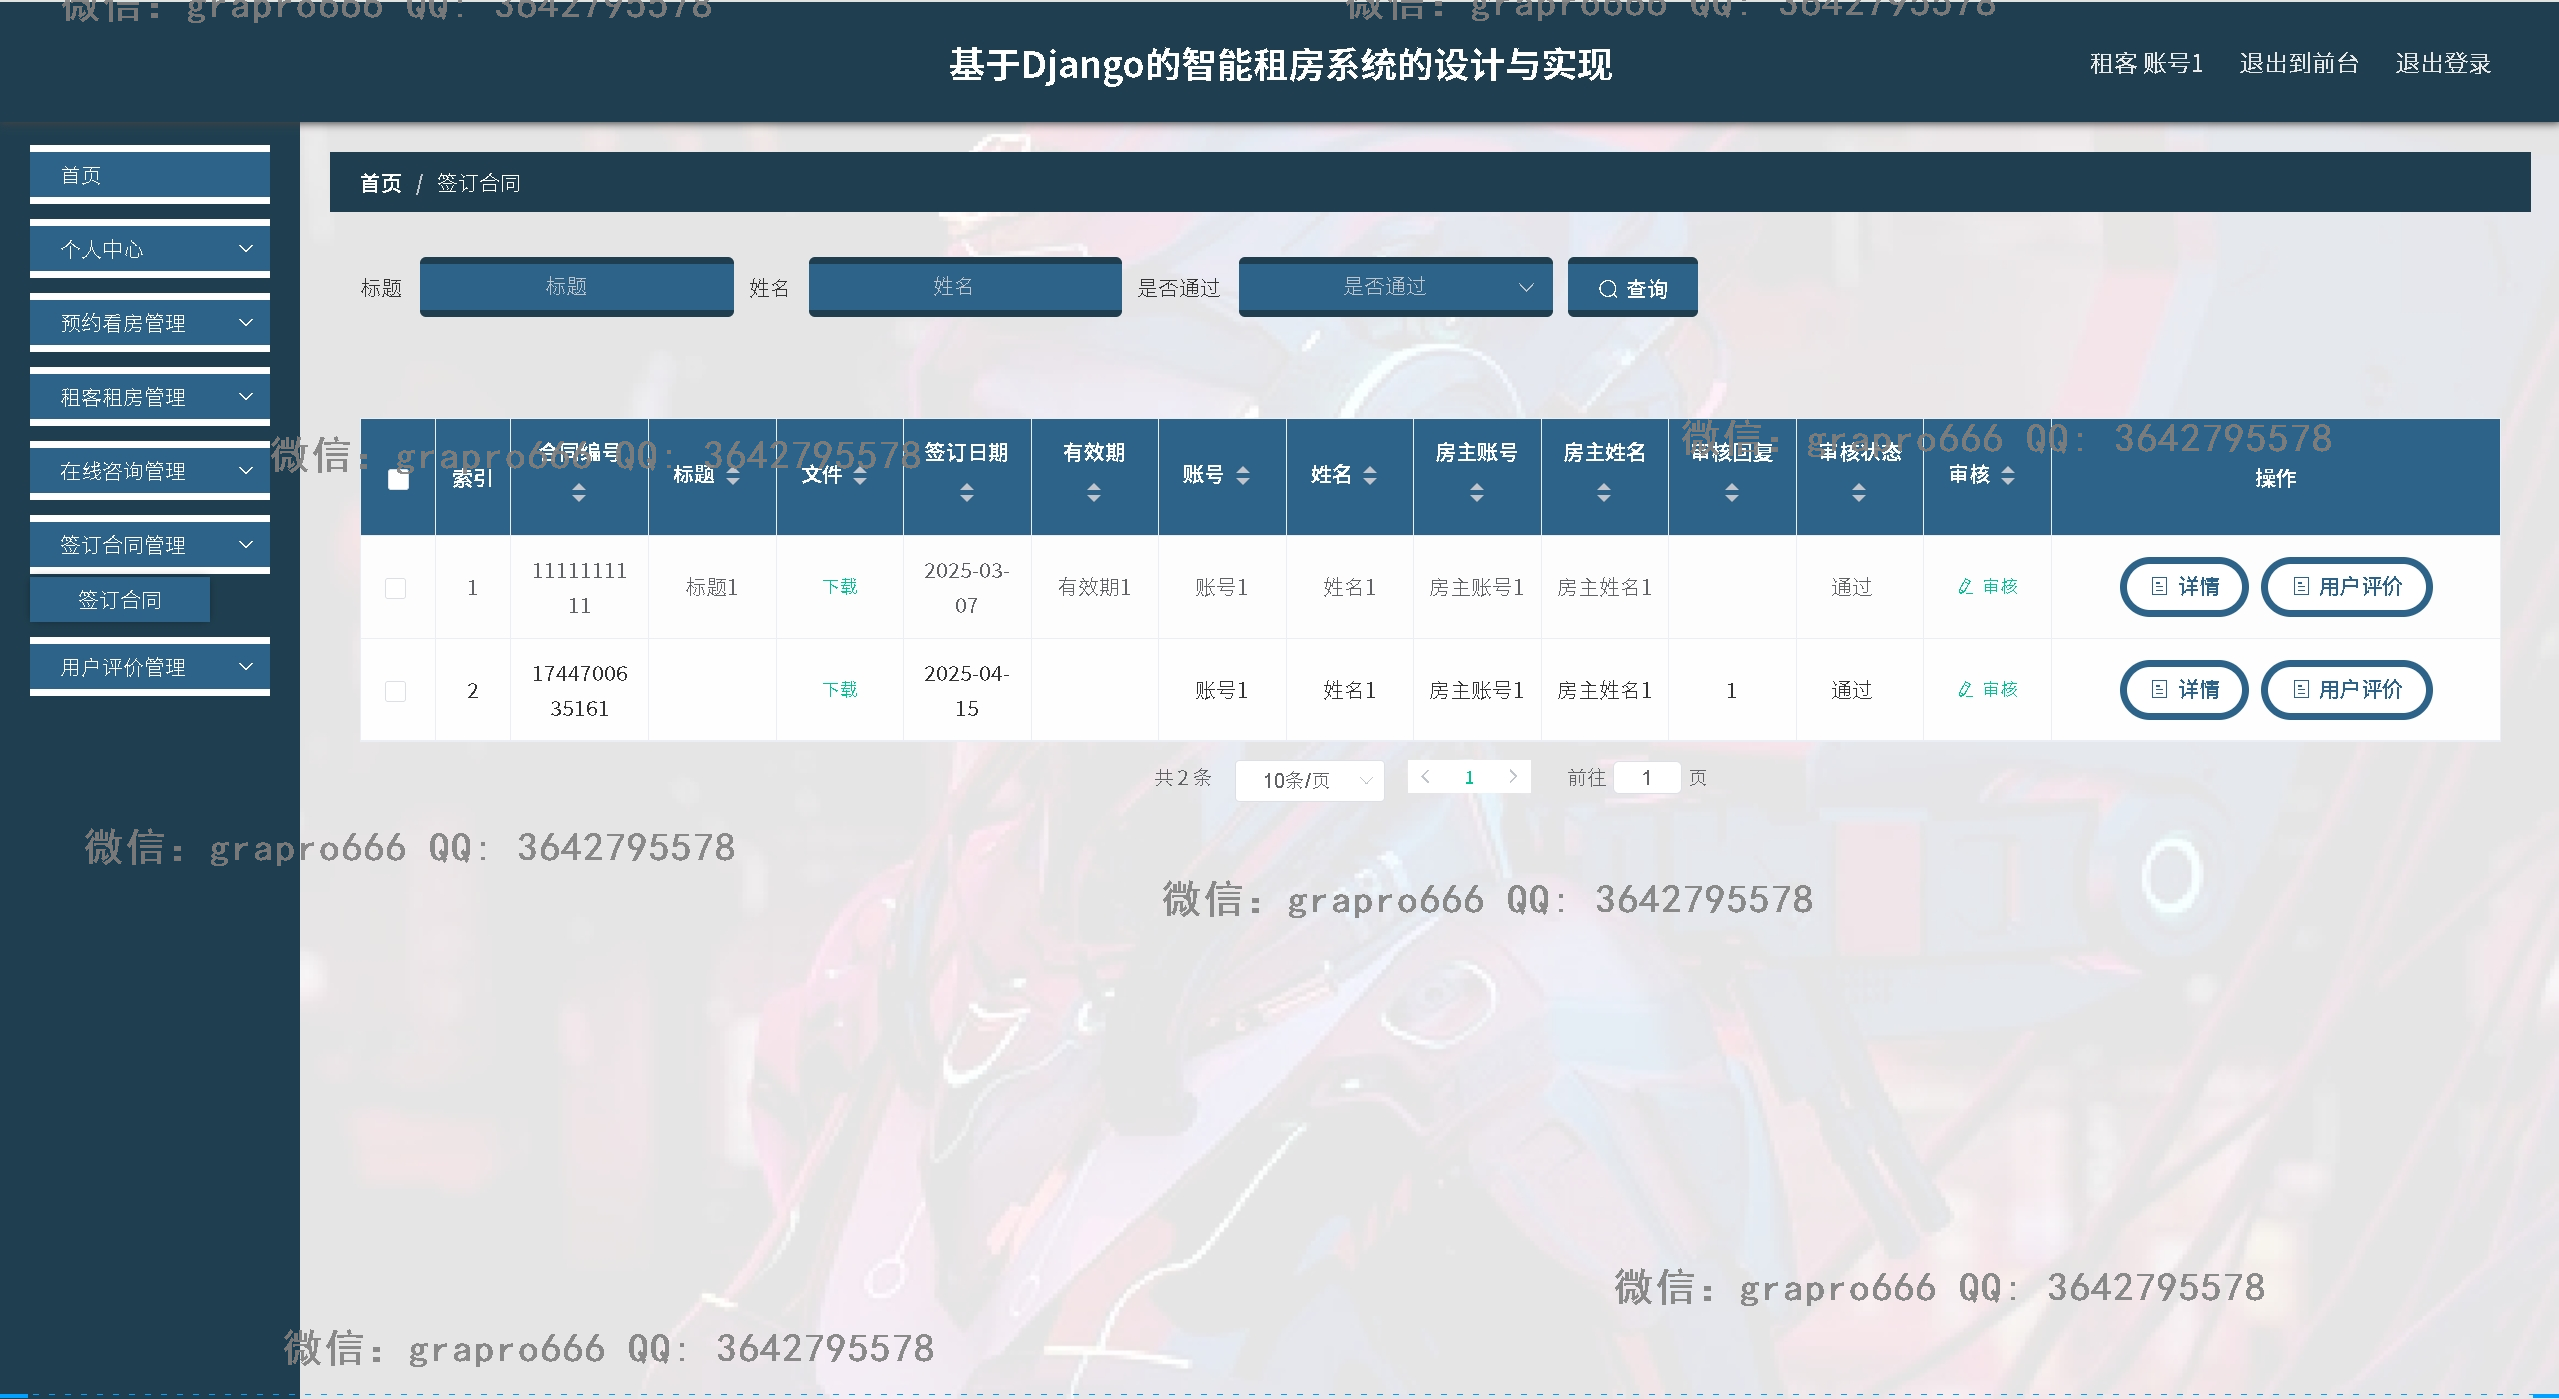 微信: grapro666 QQ: 3642795578
微信: grapro666 QQ: 3642795578
基于Django的智能租房系统的设计与实现
租客 账号1
退出到前台
退出登录
首页
个人中心
预约看房管理
租客租房管理
在线咨询管理
签订合同管理
签订合同
用户评价管理
首页 / 签订合同
标题 标题 姓名 姓名 是否通过 是否通过 查询
微信: grapro666 QQ: 3642795578
微信: grapro666 QQ: 3642795578
索引 合同编号 标题 文件 签订日期 有效期 账号 姓名 房主账号 房主姓名 审核回复 审核状态 审核 操作
1 11111111
11 标题1 下载 2025-03-
07 有效期1 账号1 姓名1 房主账号1 房主姓名1 通过 审核 详情 用户评价
2 17447006
35161 下载 2025-04-
15 账号1 姓名1 房主账号1 房主姓名1 1 通过 审核 详情 用户评价
共 2 条 10条/页 1 前往 1 页
微信: grapro666 QQ: 3642795578
微信: grapro666 QQ: 3642795578
微信: grapro666 QQ: 3642795578
微信: grapro666 QQ: 3642795578